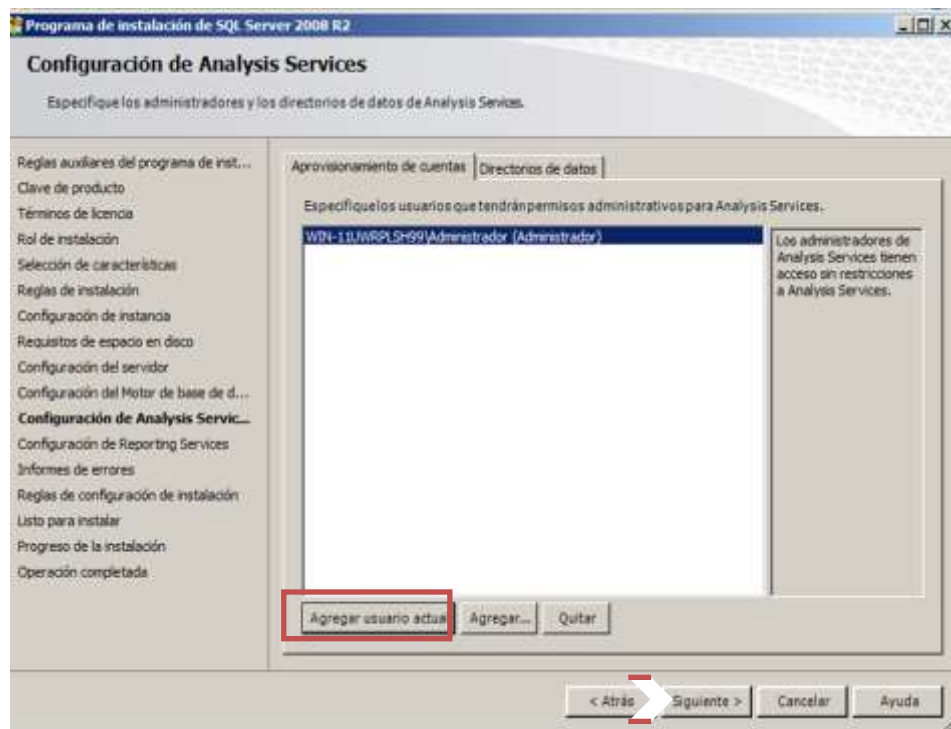 Programa de instalación de SQL Server 2008 R2
Configuración de Analysis Services
Especifique los administradores y los directorios de datos de Analysis Services.
Reglas auxiliares del programa de inst...
Clave de producto
Términos de licencia
Rol de instalación
Selección de características
Reglas de instalación
Configuración de instancia
Requisitos de espacio en disco
Configuración del servidor
Configuración del Motor de base de d...
Configuración de Analysis Servic...
Configuración de Reporting Services
Informes de errores
Reglas de configuración de instalación
Listo para instalar
Progreso de la instalación
Operación completada
Aprovisionamiento de cuentas
Directorios de datos
Especifique los usuarios que tendrán permisos administrativos para Analysis Services.
WIN-11UWRPLSH99\Administrador (Administrador)
Los administradores de
Analysis Services tienen
acceso sin restricciones
a Analysis Services.
Agregar usuario actual
Agregar...
Quitar
< Atrás
Siguiente >
Cancelar
Ayuda